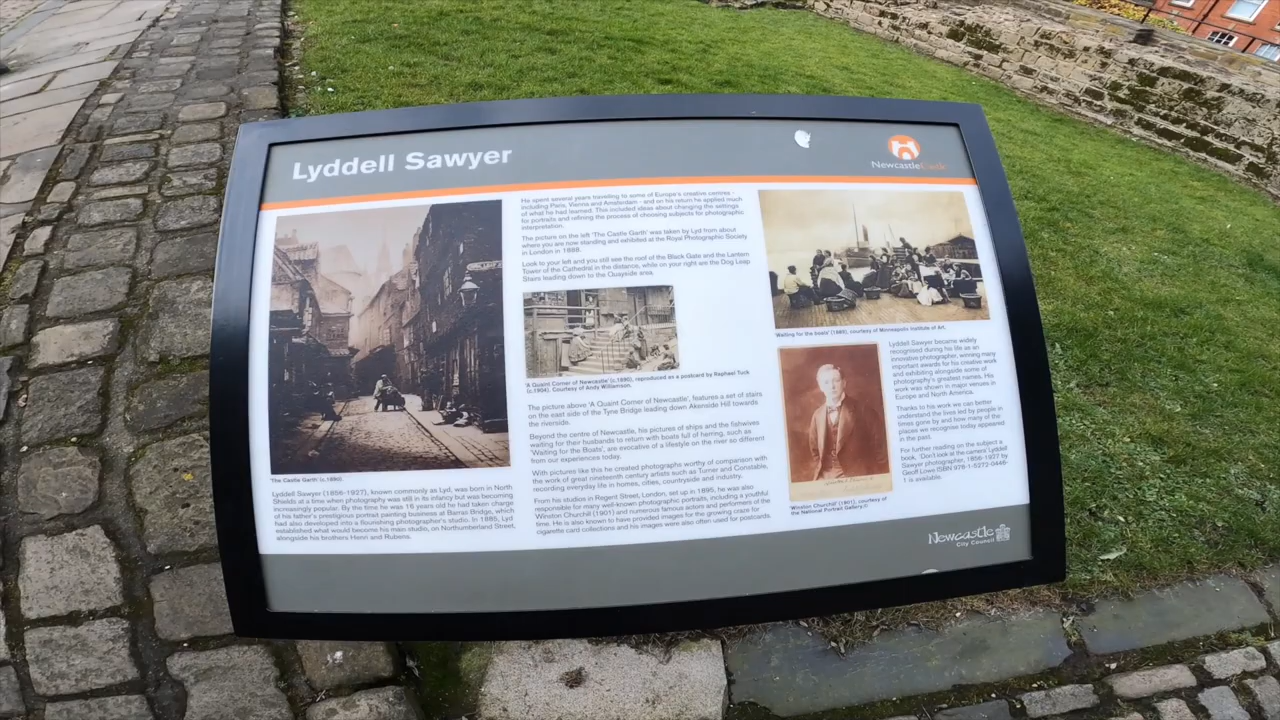 Lyddell Sawyer
NewcastleCastle
He spent several years travelling to some of Europe's creative centres -
including Paris, Vienna and Amsterdam - and on his return he applied much
of what he had learned. This included ideas about changing the settings
for portraits and refining the process of choosing subjects for photographic
interpretation.
The picture on the left 'The Castle Garth' was taken by Lyd from about
where you are now standing and exhibited at the Royal Photographic Society
in London in 1888.
Look to your left and you still see the roof of the Black Gate and the Lantern
Tower of the Cathedral in the distance, while on your right are the Dog Leap
Stairs leading down to the Quayside area.
'The Castle Garth' (c.1890).
Lyddell Sawyer (1856-1927), known commonly as Lyd, was born in North
Shields at a time when photography was still in its infancy but was becoming
increasingly popular. By the time he was 16 years old he had taken charge
of his father's prestigious portrait painting business at Barras Bridge, which
had also developed into a flourishing photographer's studio. In 1885, Lyd
established what would become his main studio, on Northumberland Street,
alongside his brothers Henri and Rubens.
'A Quaint Corner of Newcastle' (c.1890), reproduced as a postcard by Raphael Tuck
(c.1904). Courtesy of Andy Williamson.
The picture above 'A Quaint Corner of Newcastle', features a set of stairs
on the east side of the Tyne Bridge leading down Akenside Hill towards
the riverside.
Beyond the centre of Newcastle, his pictures of ships and the fishwives
waiting for their husbands to return with boats full of herring, such as
'Waiting for the Boats', are evocative of a lifestyle on the river so different
from our experiences today.
With pictures like this he created photographs worthy of comparison with
the work of great nineteenth century artists such as Turner and Constable,
recording everyday life in homes, cities, countryside and industry.
From his studios in Regent Street, London, set up in 1895, he was also
responsible for many well-known photographic portraits, including a youthful
Winston Churchill (1901) and numerous famous actors and performers of the
time. He is also known to have provided images for the growing craze for
cigarette card collections and his images were also often used for postcards.
'Waiting for the boats' (1889), courtesy of Minneapolis Institute of Art.
'Winston Churchill' (1901), courtesy of
the National Portrait Gallery.
Lyddell Sawyer became widely
recognised during his life as an
innovative photographer, winning many
important awards for his creative work
and exhibiting alongside some of
photography's greatest names. His
work was shown in major venues in
Europe and North America.
Thanks to his work we can better
understand the lives led by people in
times gone by and how many of the
places we recognise today appeared
in the past.
For further reading on the subject a
book, 'Don't look at the camera' Lyddell
Sawyer photographer, 1856-1927 by
Geoff Lowe ISBN 978-1-5272-0446-
1 is available.
Newcastle
City Council